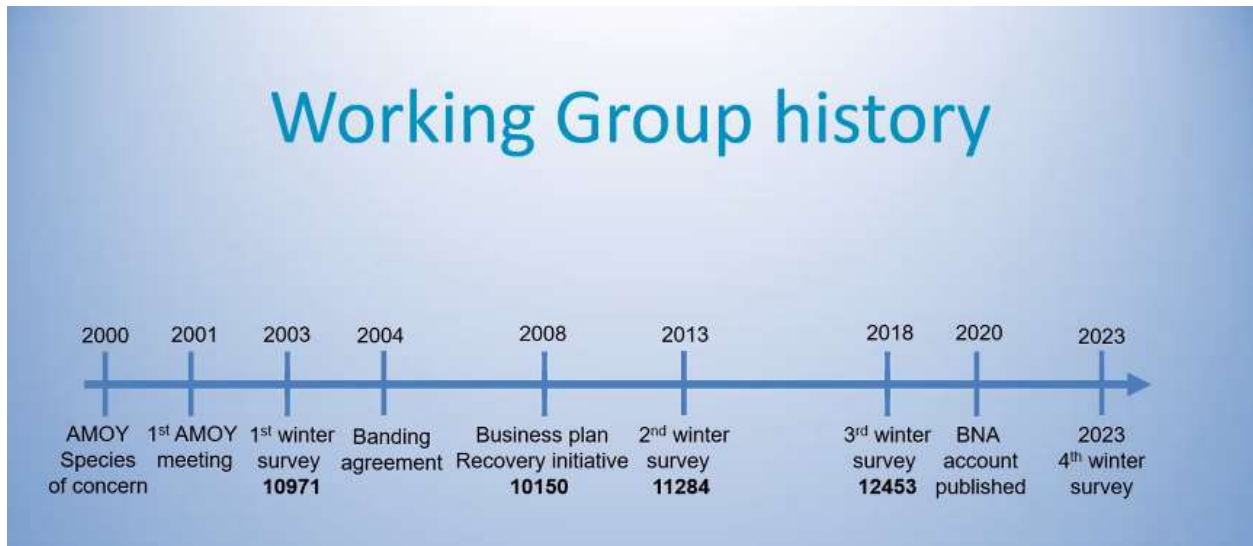 Working Group history
2000 2001 2003 2004 2008 2013 2018 2020 2023
AMOY
Species
of concern
1st AMOY
meeting
1st winter
survey
10971
Banding
agreement
Business plan
Recovery initiative
10150
2nd winter
survey
11284
3rd winter
survey
12453
BNA
account
published
2023
4th winter
survey